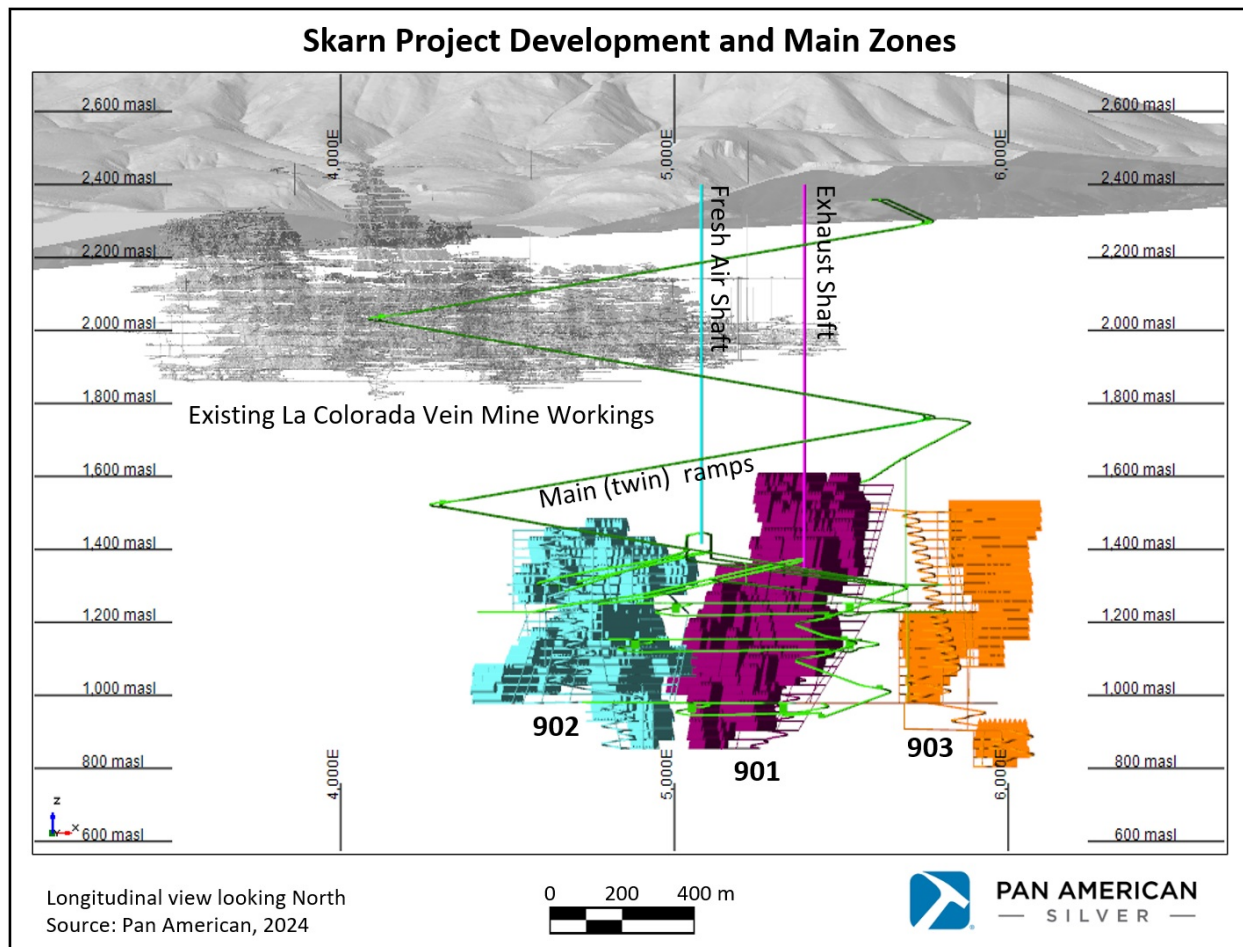 Skarn Project Development and Main Zones
2,600 masl
2,600 masl
4,000E
5,000E
6,000E
2,400 masl
2,400 masl
Fresh Air Shaft
Exhaust Shaft
2,200 masl
2,200 masl
2,000 masl
2,000 masl
1,800 masl
1,800 masl
Existing La Colorada Vein Mine Workings
1,600 masl
1,600 masl
Main (twin) ramps
1,400 masl
1,400 masl
1,200 masl
1,200 masl
1,000 masl
1,000 masl
902
901
903
800 masl
800 masl
4,000E
5,000E
6,000E
z
Y
x
600 masl
600 masl
Longitudinal view looking North
Source: Pan American, 2024
0 200 400 m
PAN AMERICAN
SILVER